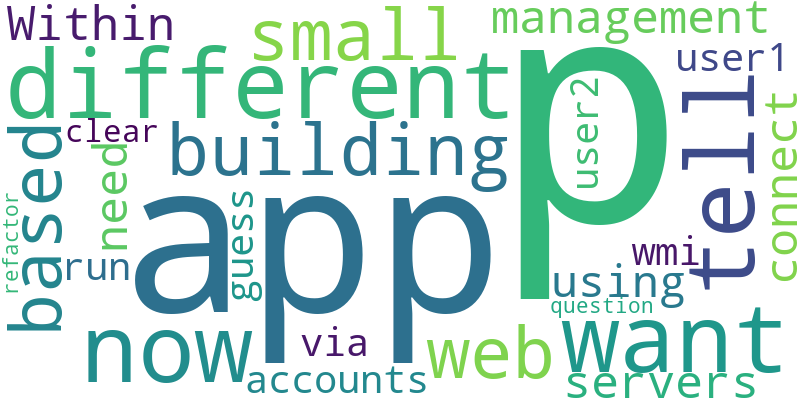 Within
small
management
different
p
user1
tell
user2
connect
based
clear
building
need
app
guess
refactor
run
wmi
using
question
now
via
web
want
accounts
servers